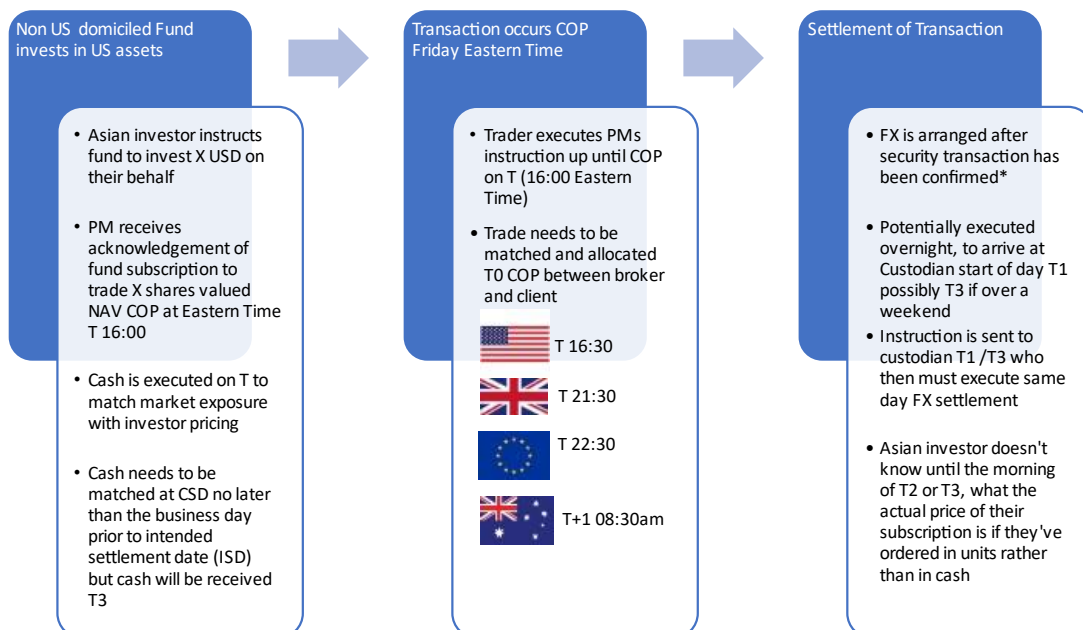 Non US domiciled Fund
invests in US assets
• Asian investor instructs
fund to invest X USD on
their behalf
• PM receives
acknowledgement of
fund subscription to
trade X shares valued
NAV COP at Eastern Time
T 16:00
• Cash is executed on T to
match market exposure
with investor pricing
• Cash needs to be
matched at CSD no later
than the business day
prior to intended
settlement date (ISD)
but cash will be received
T3
Transaction occurs COP
Friday Eastern Time
• Trader executes PMs
instruction up until COP
on T (16:00 Eastern
Time)
• Trade needs to be
matched and allocated
T0 COP between broker
and client
T 16:30
T 21:30
T 22:30
T+1 08:30am
Settlement of Transaction
• FX is arranged after
security transaction has
been confirmed*
• Potentially executed
overnight, to arrive at
Custodian start of day T1
possibly T3 if over a
weekend
• Instruction is sent to
custodian T1 /T3 who
then must execute same
day FX settlement
• Asian investor doesn't
know until the morning
of T2 or T3, what the
actual price of their
subscription is if they've
ordered in units rather
than in cash